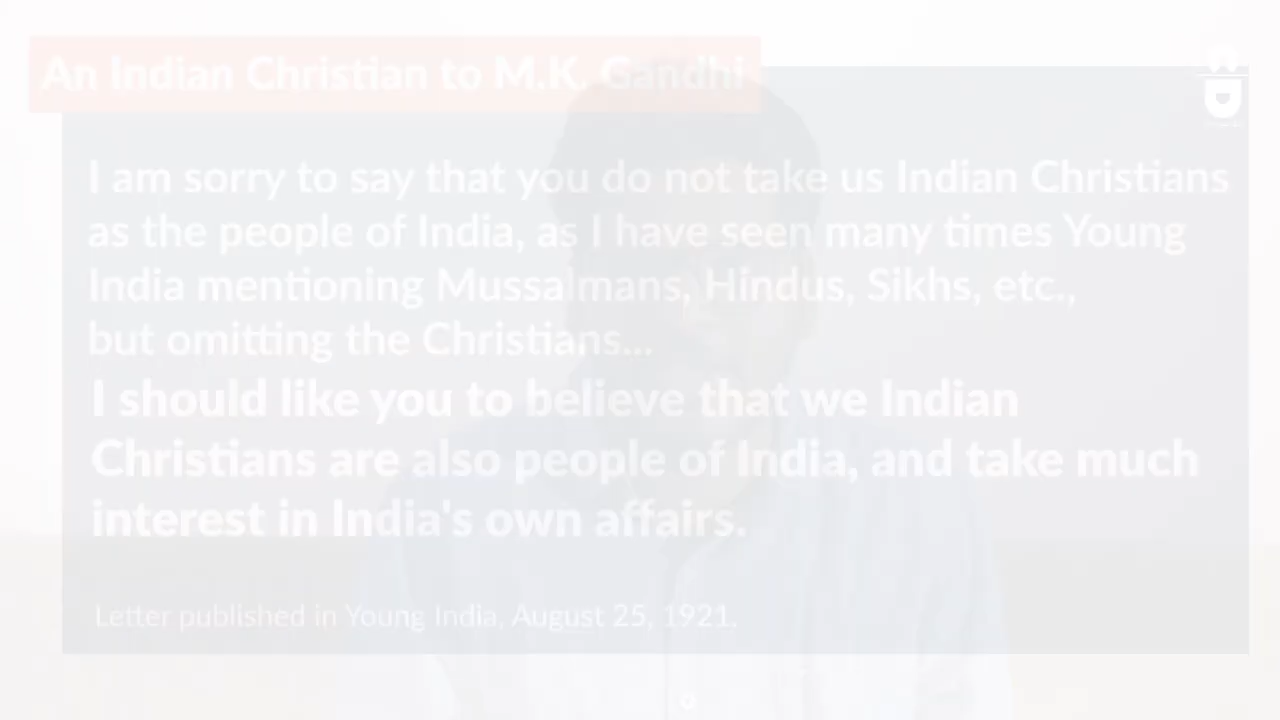 An Indian Christian to M.K. Gandhi
I am sorry to say that you do not take us Indian Christians
as the people of India, as I have seen many times Young
India mentioning Mussalmans, Hindus, Sikhs, etc.,
but omitting the Christians...
I should like you to believe that we Indian
Christians are also people of India, and take much
interest in India's own affairs.
Letter published in Young India, August 25, 1921.